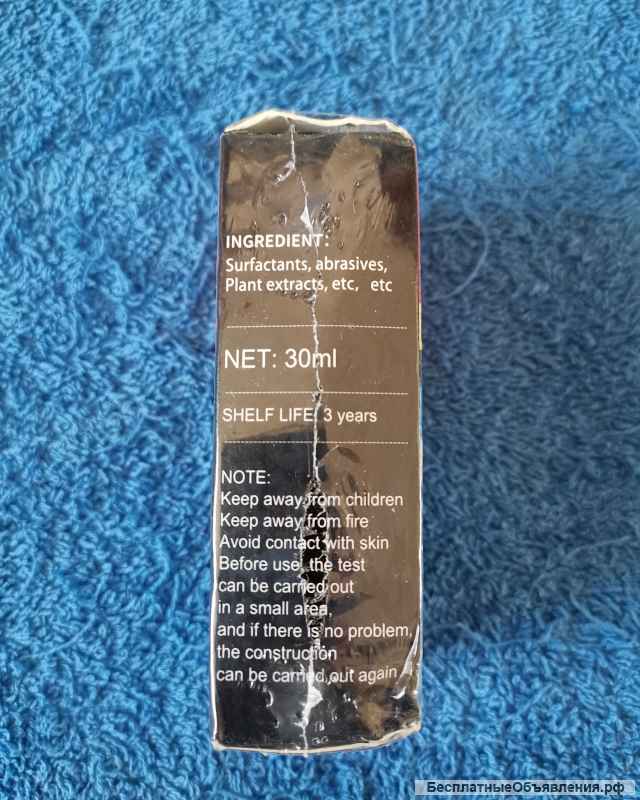 INGREDIENT:
Surfactants, abrasives,
Plant extracts, etc, etc
NET: 30ml
SHELF LIFE: 3 years
NOTE:
Keep away from children
Keep away from fire
Avoid contact with skin
Before use, the test
can be carried out
in a small area,
and if there is no problem,
the construction
can be carried out again
БесплатныеОбъявления.рф